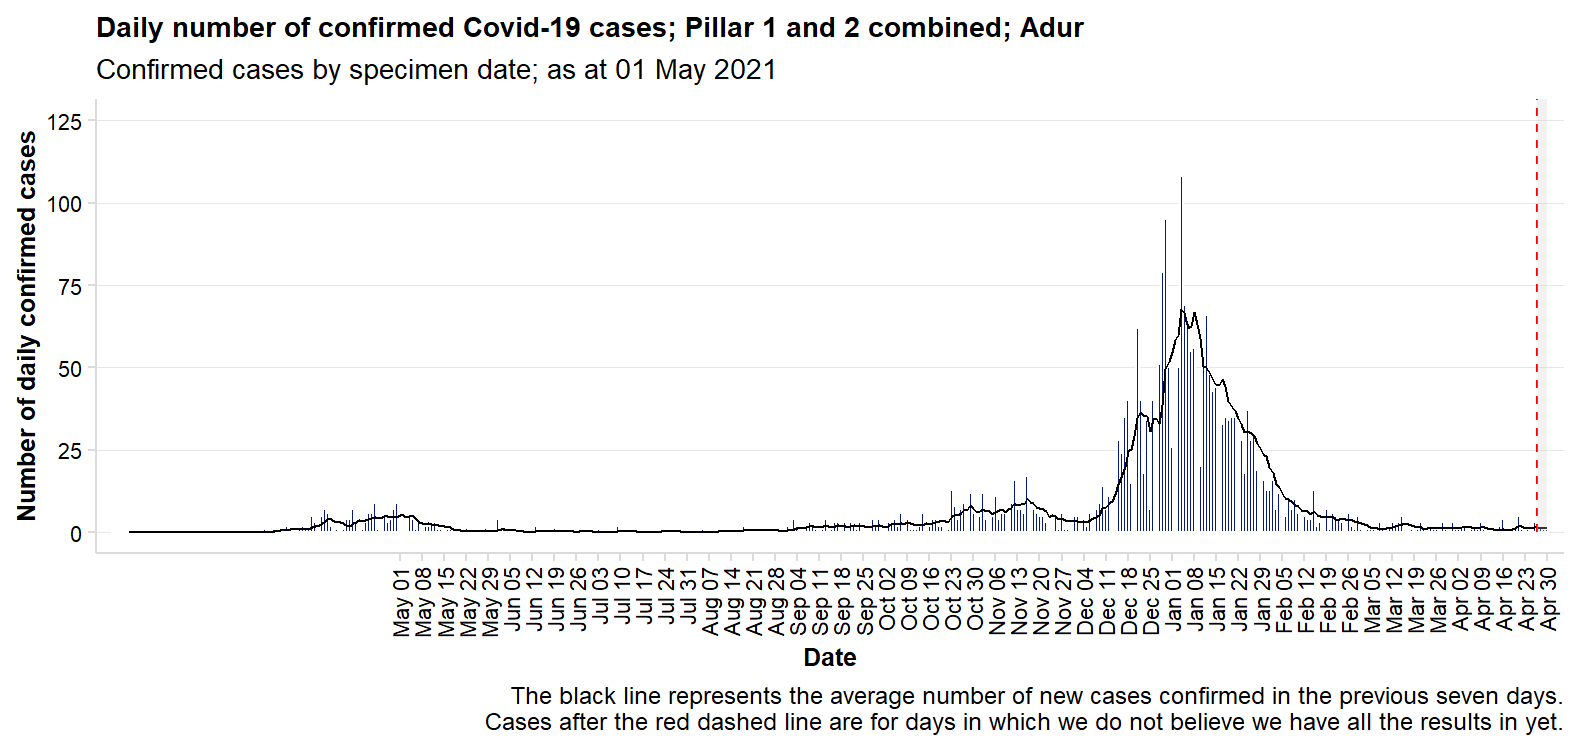 Daily number of confirmed Covid-19 cases; Pillar 1 and 2 combined; Adur
Confirmed cases by specimen date; as at 01 May 2021
Number of daily confirmed cases
125
100
75
50
25
0
May 01
May 08
May 15
May 22
May 29
Jun 05
Jun 12
Jun 19
Jun 26
Jul 03
Jul 10
Jul 17
Jul 24
Jul 31
Aug 07
Aug 14
Aug 21
Aug 28
Sep 04
Sep 11
Sep 18
Sep 25
Oct 02
Oct 09
Oct 16
Oct 23
Oct 30
Nov 06
Nov 13
Nov 20
Nov 27
Dec 04
Dec 11
Dec 18
Dec 25
Jan 01
Jan 08
Jan 15
Jan 22
Jan 29
Feb 05
Feb 12
Feb 19
Feb 26
Mar 05
Mar 12
Mar 19
Mar 26
Apr 02
Apr 09
Apr 16
Apr 23
Apr 30
Date
The black line represents the average number of new cases confirmed in the previous seven days.
Cases after the red dashed line are for days in which we do not believe we have all the results in yet.